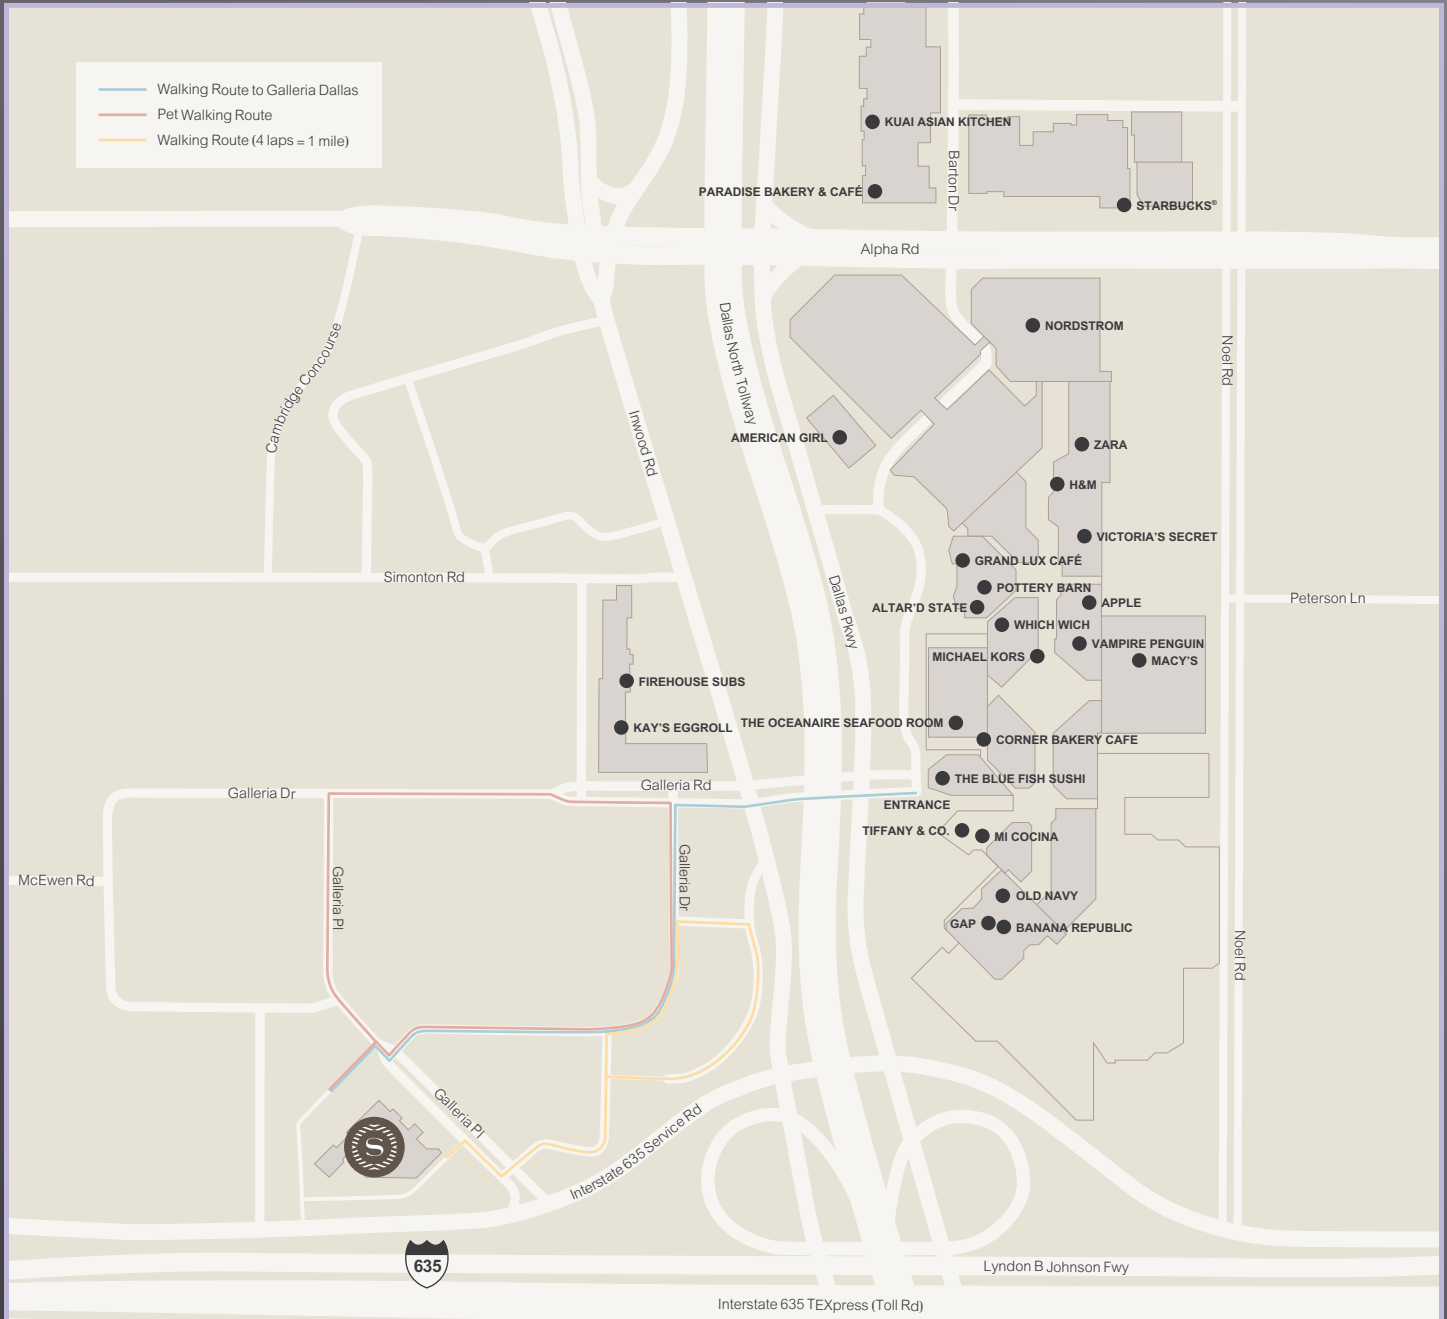 Walking Route to Galleria Dallas
Pet Walking Route
Walking Route (4 laps = 1 mile)
KUAI ASIAN KITCHEN
Barton Dr
PARADISE BAKERY & CAFÉ
STARBUCKS®
Alpha Rd
NORDSTROM
Cambridge Concourse
Dallas North Tollway
Noel Rd
Inwood Rd
AMERICAN GIRL
ZARA
H&M
VICTORIA'S SECRET
GRAND LUX CAFÉ
Simonton Rd
POTTERY BARN
Dallas Pkwy
ALTAR'D STATE
APPLE
Peterson Ln
WHICH WICH
VAMPIRE PENGUIN
MICHAEL KORS
MACY'S
FIREHOUSE SUBS
KAY'S EGGROLL
THE OCEANAIRE SEAFOOD ROOM
CORNER BAKERY CAFE
THE BLUE FISH SUSHI
Galleria Rd
Galleria Dr
ENTRANCE
TIFFANY & CO.
MI COCINA
McEwen Rd
Galleria Pl
Galleria Dr
OLD NAVY
GAP
BANANA REPUBLIC
Noel Rd
Galleria Pl
S
Interstate 635 Service Rd
635
Lyndon B Johnson Fwy
Interstate 635 TEXpress (Toll Rd)